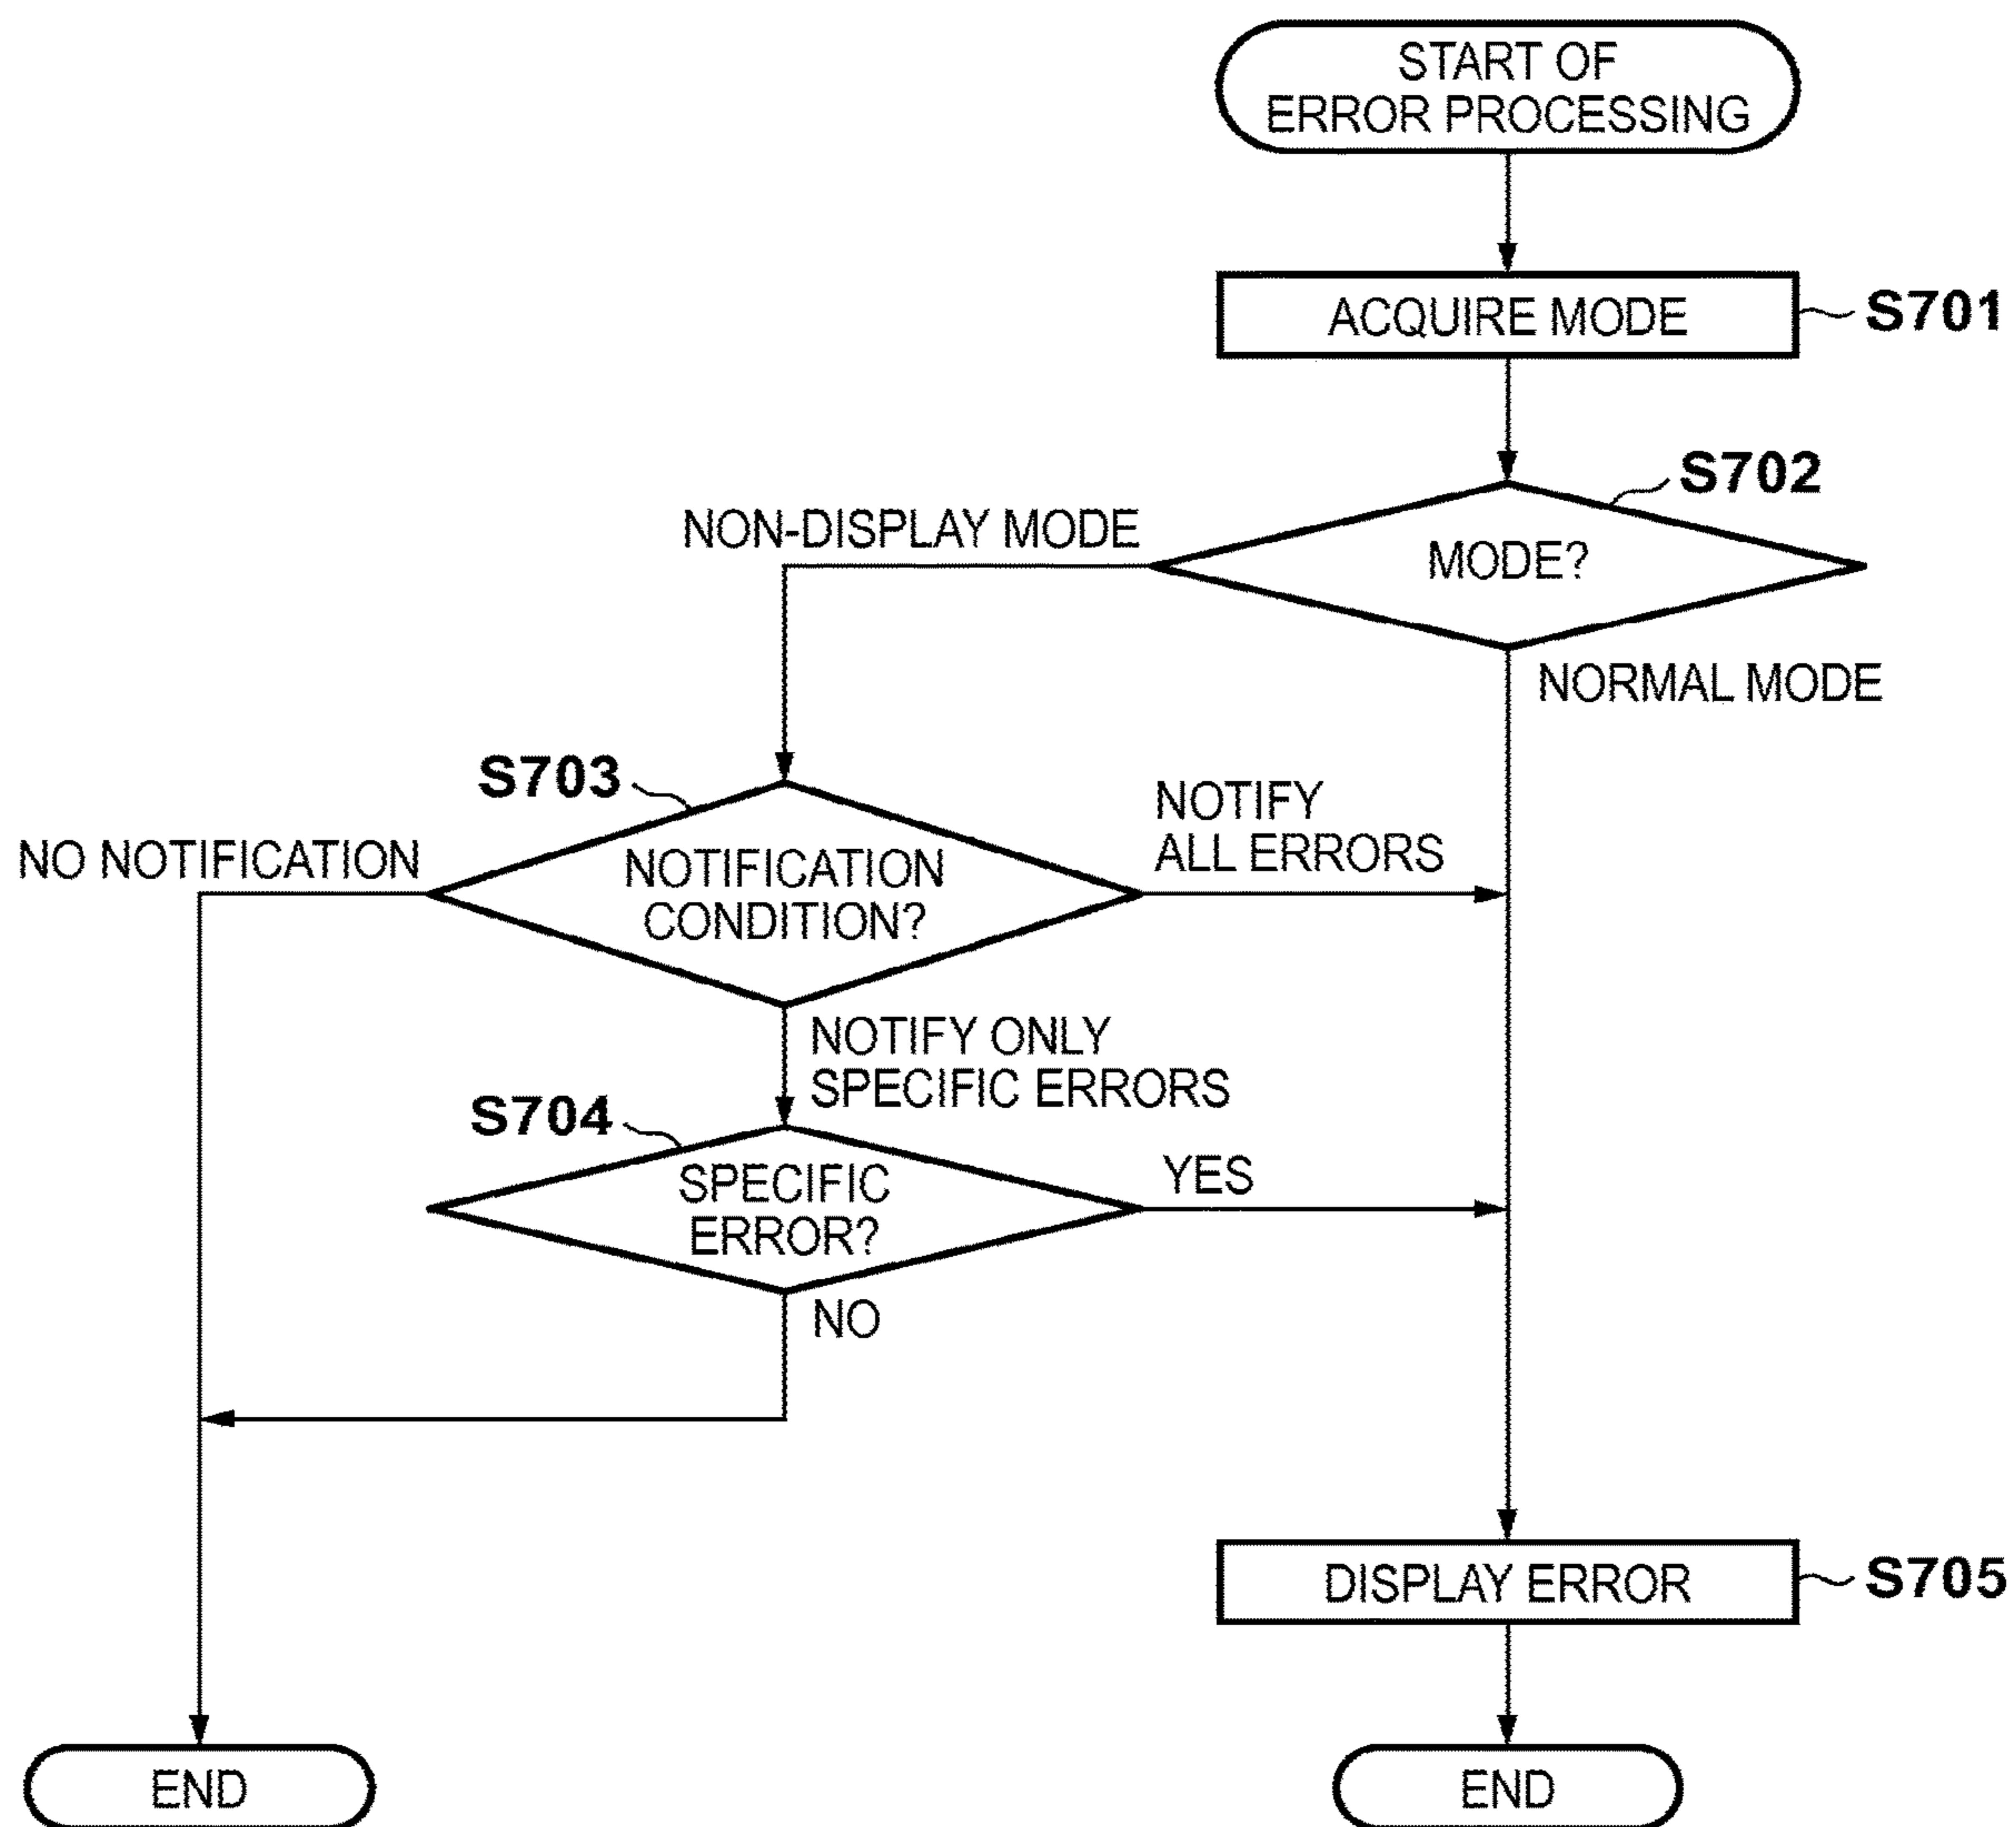 START OF
ERROR PROCESSING
ACQUIRE MODE
S701
S702
NON-DISPLAY MODE
MODE?
NORMAL MODE
S703
NOTIFY
ALL ERRORS
NO NOTIFICATION
NOTIFICATION
CONDITION?
NOTIFY ONLY
SPECIFIC ERRORS
S704
SPECIFIC
ERROR?
YES
NO
DISPLAY ERROR
S705
END
END